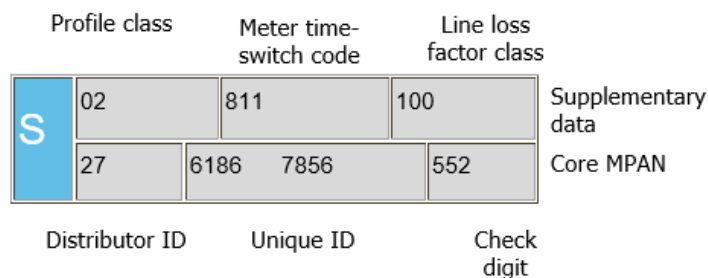 Profile class
Meter time-
switch code
Line loss
factor class
S
02
811
100
Supplementary
data
27
6186 7856
552
Core MPAN
Distributor ID
Unique ID
Check
digit